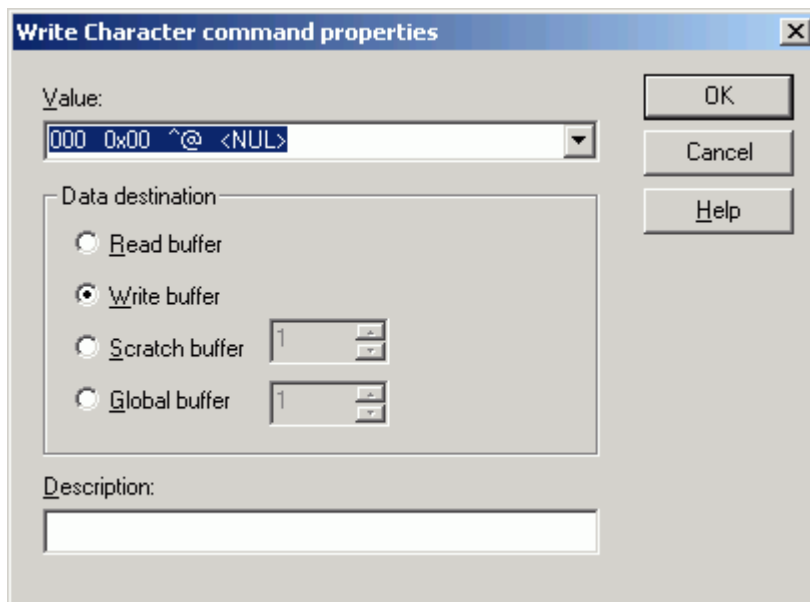 Write Character command properties
Value:
000 0x00 ^@ <NUL>
OK
Cancel
Help
Data destination
Read buffer
Write buffer
Scratch buffer 1
Global buffer 1
Description: